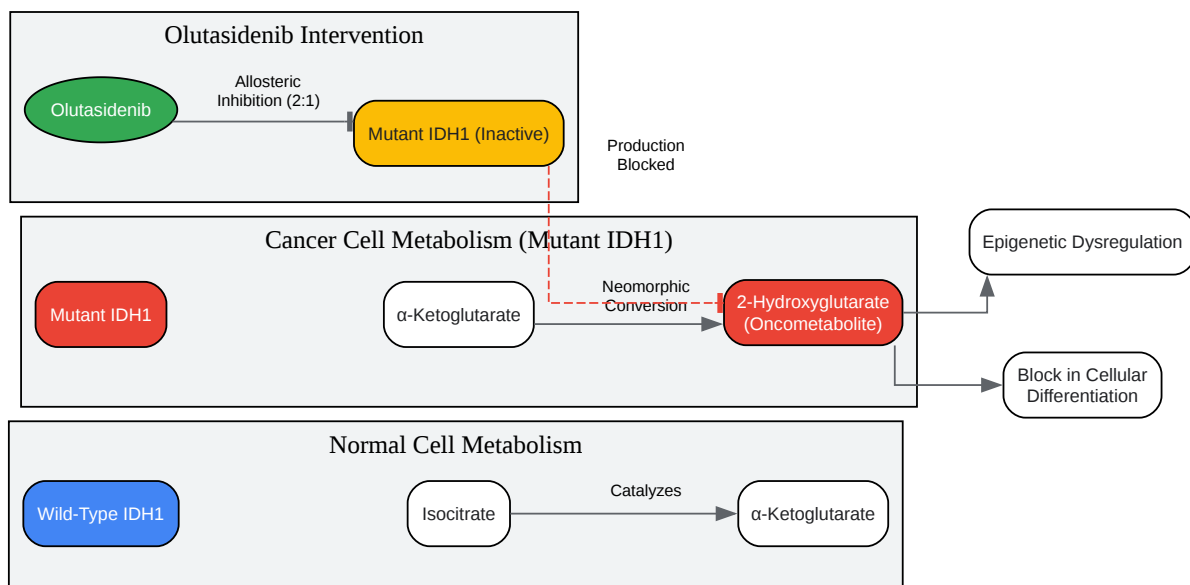 Olutasidenib Intervention
Olutasidenib
Allosteric
Inhibition (2:1)
Mutant IDH1 (Inactive)
Production
Blocked
Cancer Cell Metabolism (Mutant IDH1)
Mutant IDH1
α-Ketoglutarate
Neomorphic
Conversion
2-Hydroxyglutarate
(Oncometabolite)
Epigenetic Dysregulation
Block in Cellular
Differentiation
Normal Cell Metabolism
Wild-Type IDH1
Isocitrate
Catalyzes
α-Ketoglutarate